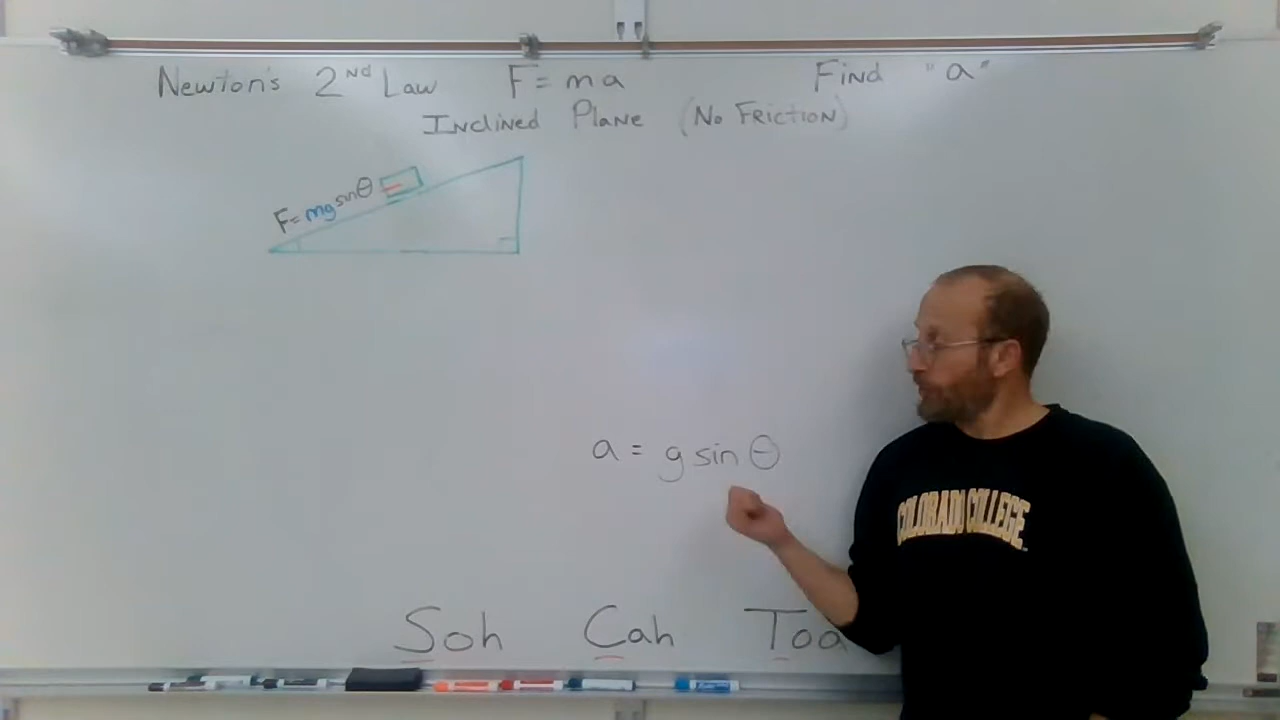 Newton's 2nd Law F = ma Find "a"
Inclined Plane (No Friction)
F = mg sin θ
a = g sin θ
COLORADO COLLEGE
Soh Cah Toa